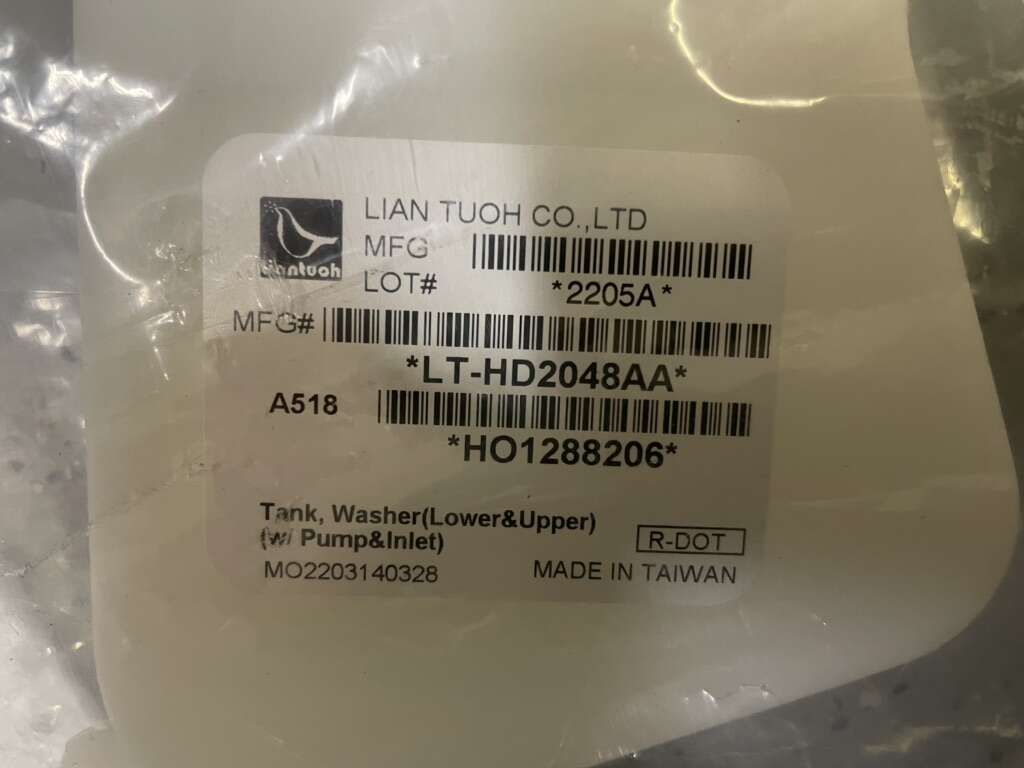 LIAN TUOH CO.,LTD
Liantuoh
MFG
LOT#
*2205A*
MFG#
*LT-HD2048AA*
A518
*HO1288206*
Tank, Washer(Lower&Upper)
(w/ Pump&Inlet)
R-DOT
MO2203140328
MADE IN TAIWAN